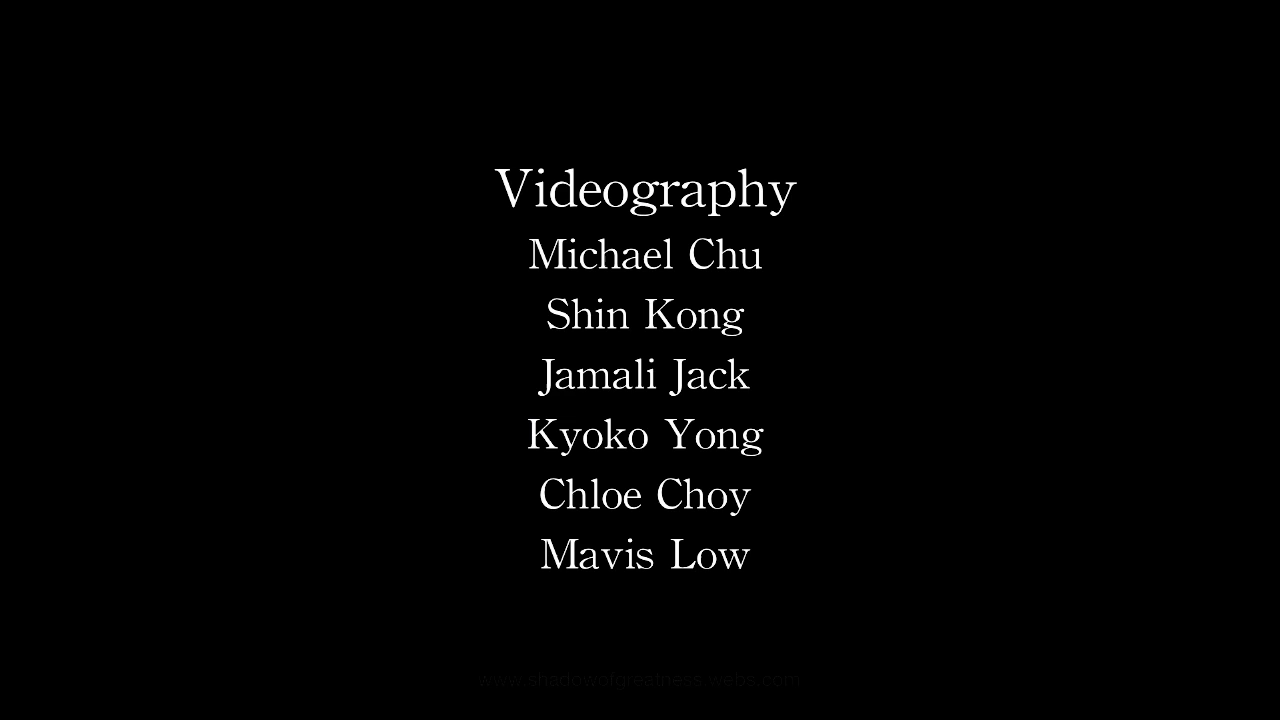 Videography
Michael Chu
Shin Kong
Jamali Jack
Kyoko Yong
Chloe Choy
Mavis Low
www.shadowofgreatness.webs.com